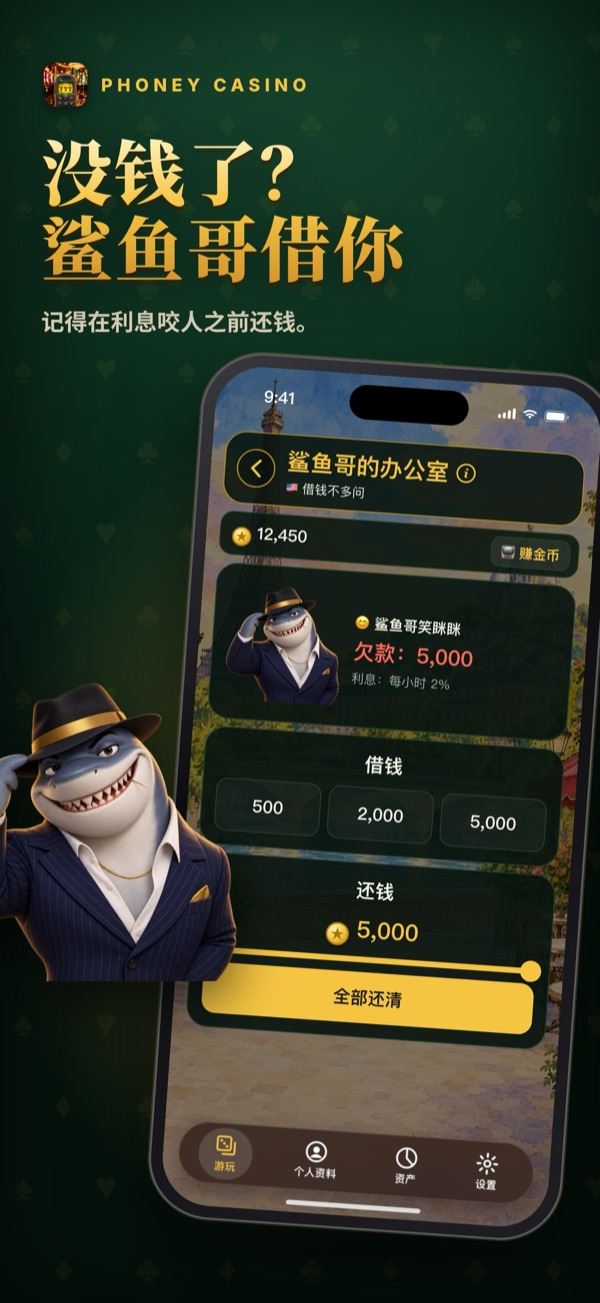 PHONEY CASINO
没钱了？
鲨鱼哥借你
记得在利息咬人之前还钱。
9:41
鲨鱼哥的办公室
借钱不多问
12,450
赚金币
鲨鱼哥笑眯眯
欠款：5,000
利息：每小时 2%
借钱
500
2,000
5,000
还钱
5,000
全部还清
游玩
个人资料
资产
设置